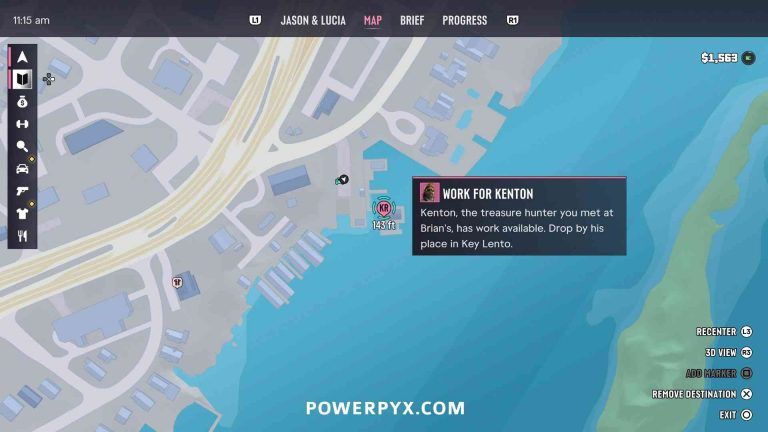 11:15 am
L1 JASON & LUCIA MAP BRIEF PROGRESS R1
$1,563
WORK FOR KENTON
Kenton, the treasure hunter you met at
Brian's, has work available. Drop by his
place in Key Lento.
KR
143 ft
RECENTER L3
3D VIEW R3
ADD MARKER
REMOVE DESTINATION
EXIT
POWERPYX.COM